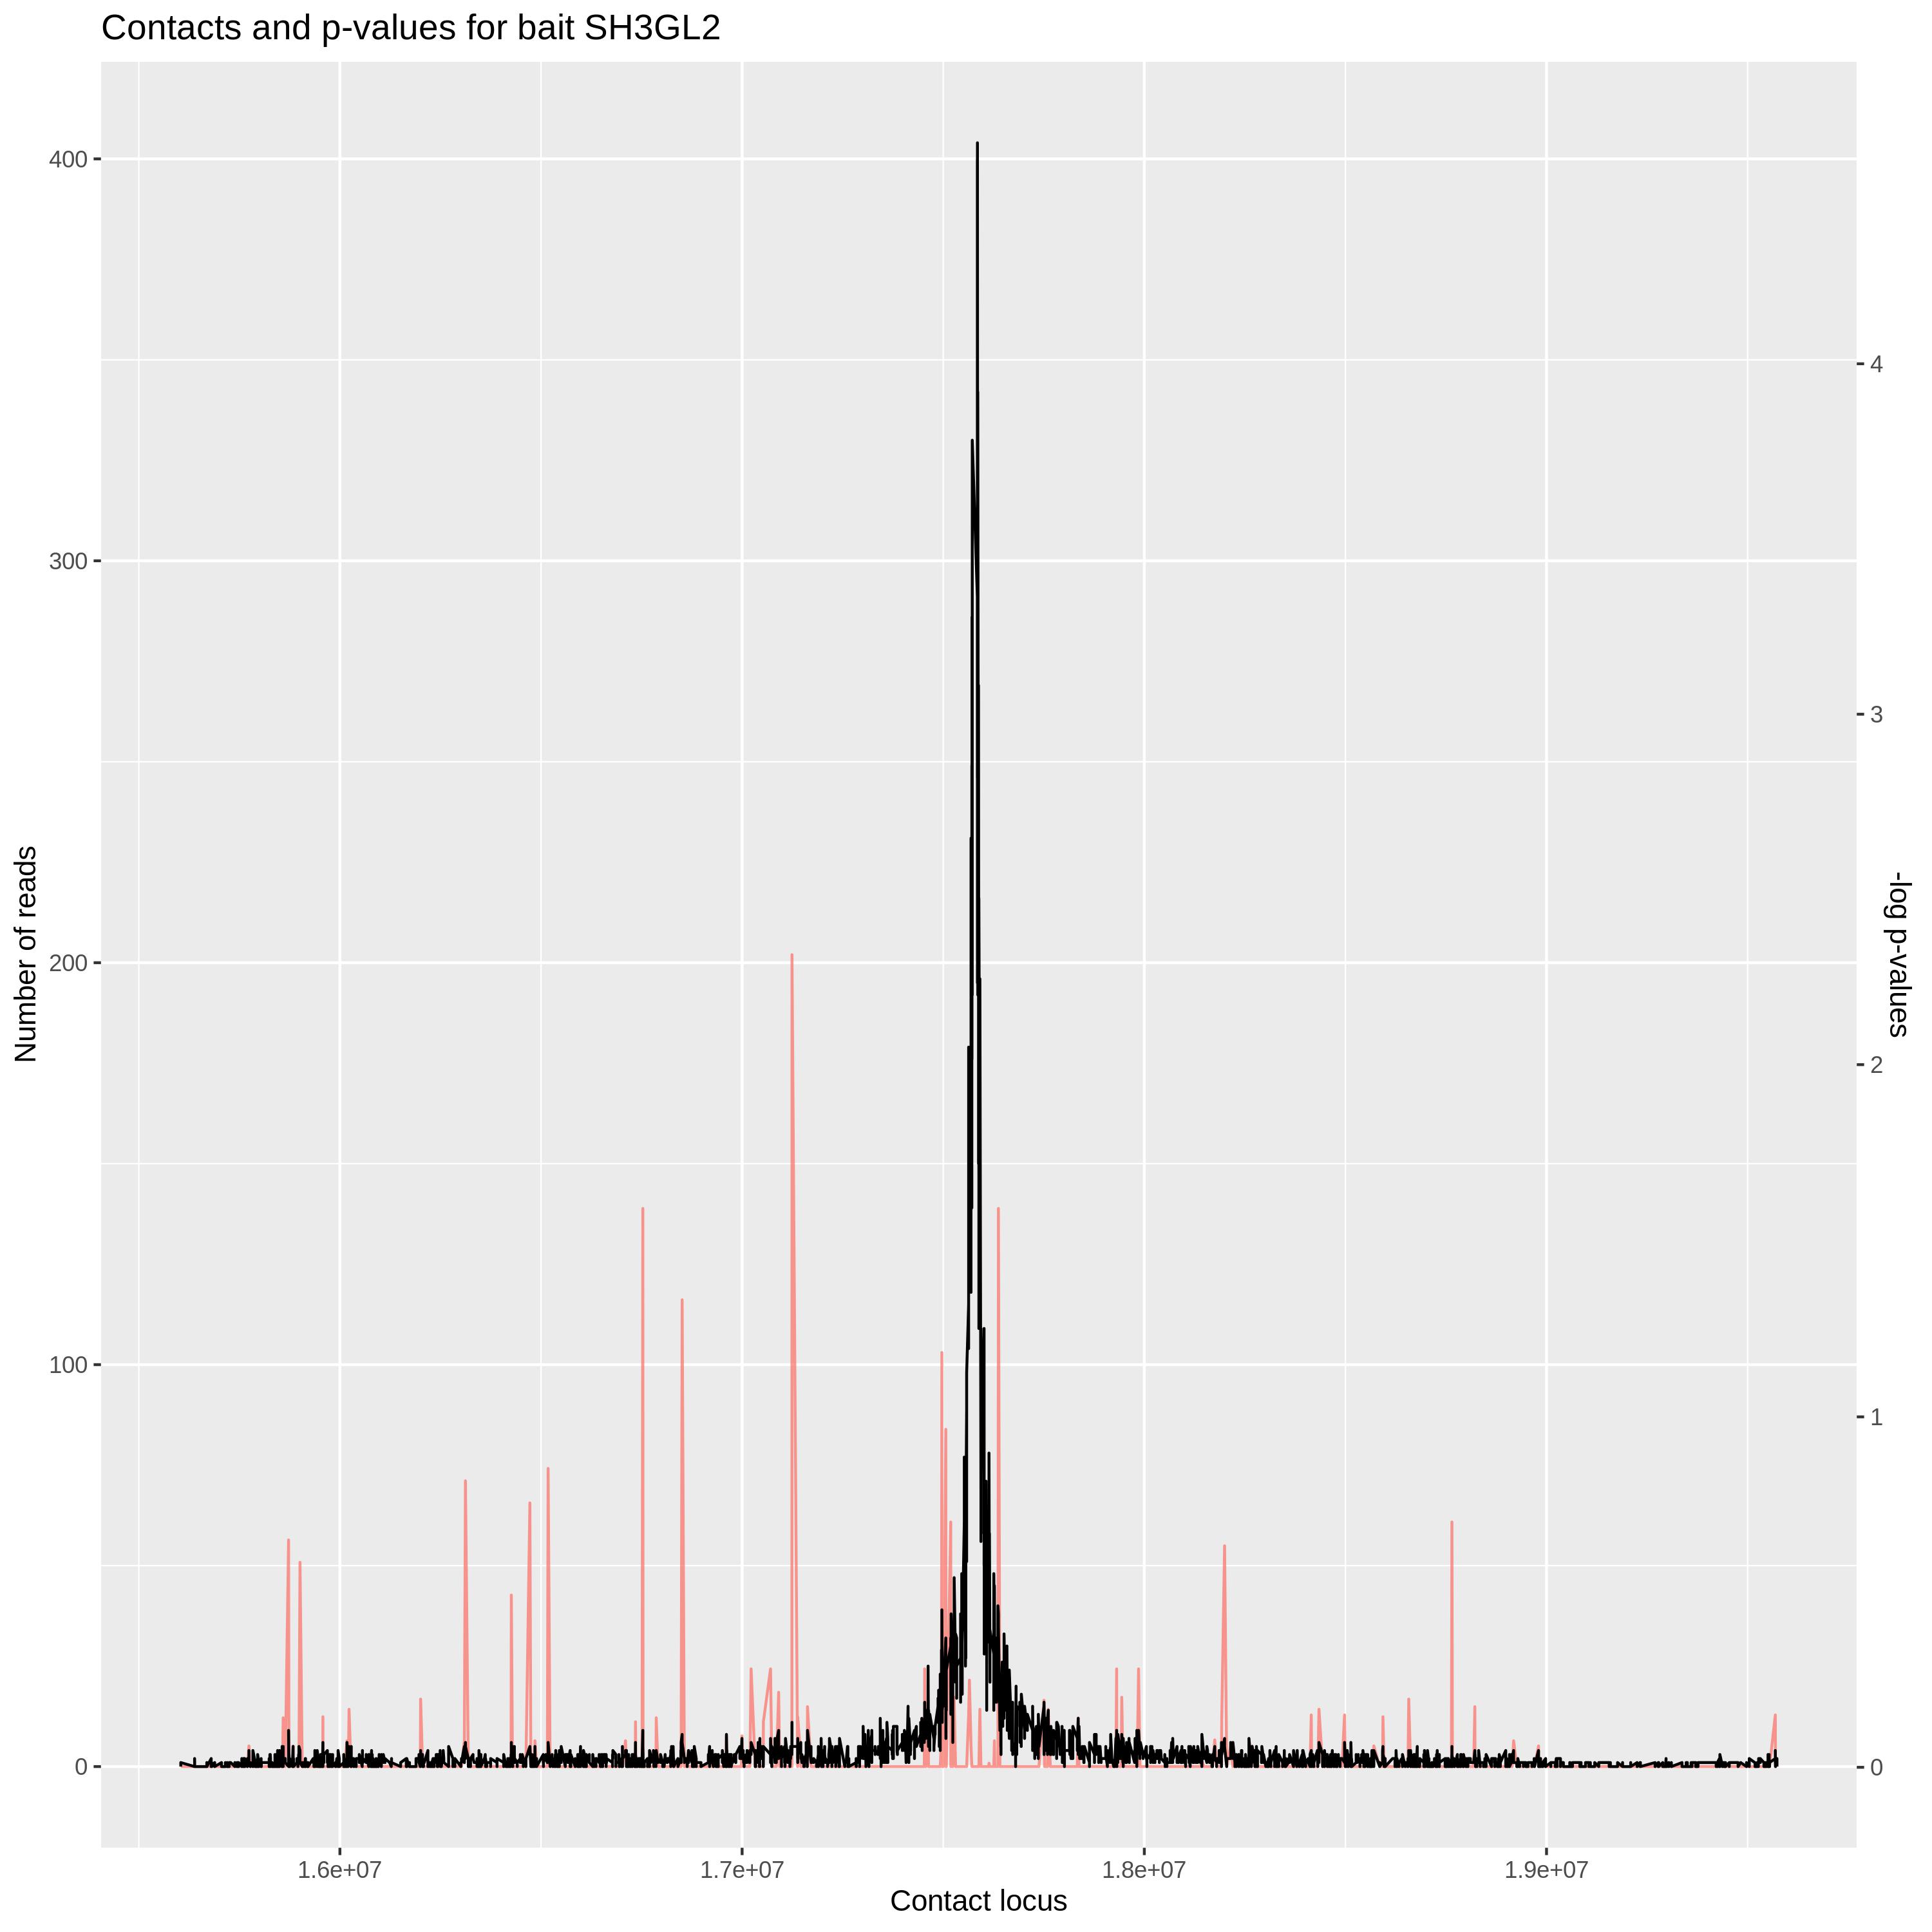 Contacts and p-values for bait SH3GL2
400
300
200
100
0
Number of reads
4
3
2
1
0
-log p-values
1.6e+07 1.7e+07 1.8e+07 1.9e+07
Contact locus